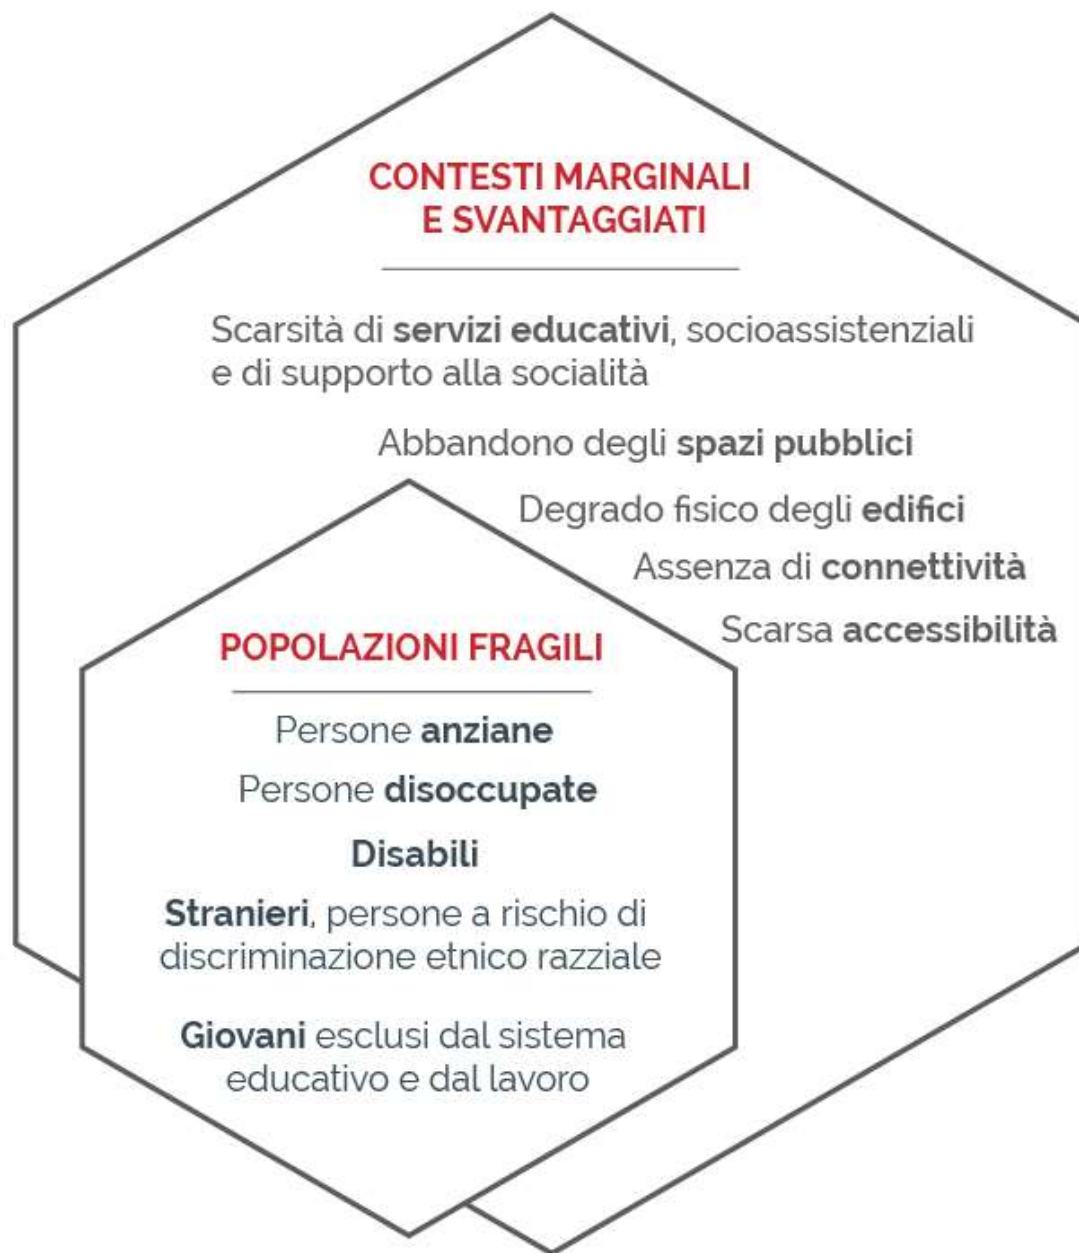 CONTESTI MARGINALI
E SVANTAGGIATI
Scarsità di servizi educativi, socioassistenziali
e di supporto alla socialità
Abbandono degli spazi pubblici
Degrado fisico degli edifici
Assenza di connettività
Scarsa accessibilità
POPOLAZIONI FRAGILI
Persone anziane
Persone disoccupate
Disabili
Stranieri, persone a rischio di
discriminazione etnico razziale
Giovani esclusi dal sistema
educativo e dal lavoro